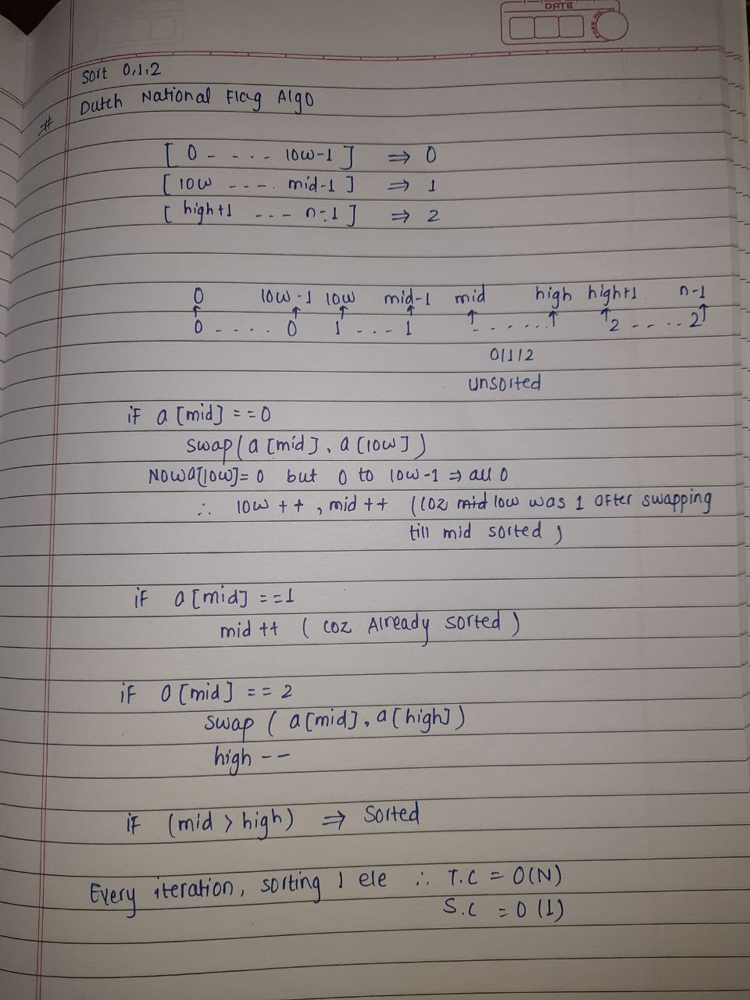 DATE
Sort 0,1,2
# Dutch National Flag Algo
[ 0 - . - . - low-1 ] ⇒ 0
[ low - - - . mid-1 ] ⇒ 1
[ high+1 - - - n-1 ] ⇒ 2
0 low-1 low mid-1 mid high high+1 n-1
↑ ↑ ↑ ↑ ↑ ↑ ↑ ↑
0 - . . . 0 1 - - - 1 - . . . . . 2 - - . . 2
0/1/2
unsorted
if a [mid] == 0
swap (a [mid], a [low])
Now a[low] = 0 but 0 to low-1 ⇒ all 0
∴ low ++ , mid ++ (coz mid low was 1 after swapping
till mid sorted )
if a [mid] == 1
mid ++ ( coz Already sorted )
if a [mid] == 2
swap ( a [mid], a [high])
high --
if (mid > high) ⇒ Sorted
Every iteration, sorting 1 ele ∴ T.C = O(N)
S.C = O (1)